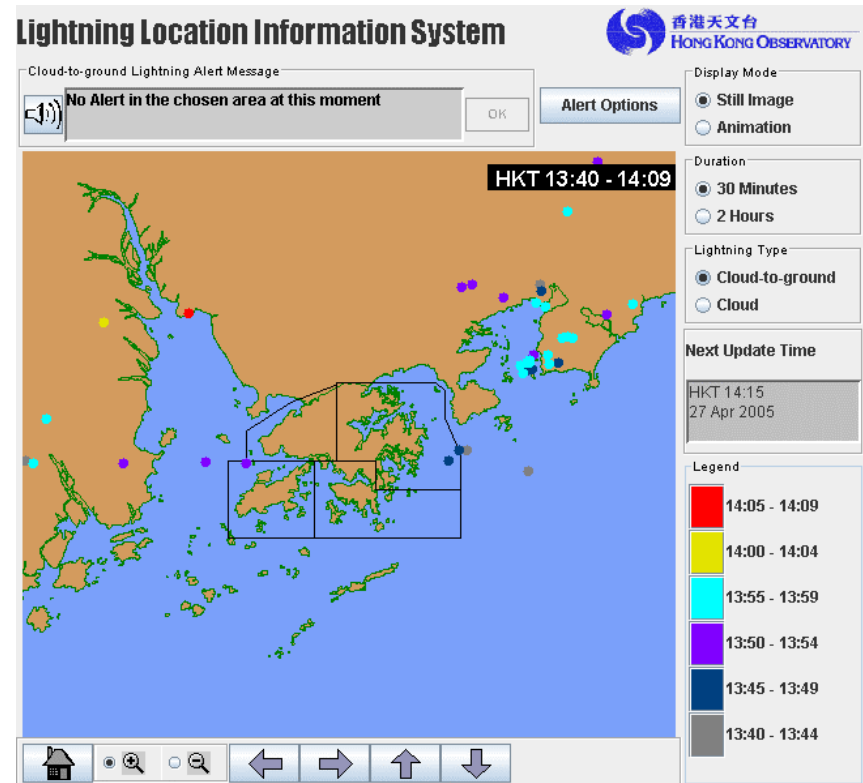 Lightning Location Information System
香港天文台
HONG KONG OBSERVATORY
Cloud-to-ground Lightning Alert Message
No Alert in the chosen area at this moment
OK
Alert Options
Display Mode
Still Image
Animation
HKT 13:40 - 14:09
Duration
30 Minutes
2 Hours
Lightning Type
Cloud-to-ground
Cloud
Next Update Time
HKT 14:15
27 Apr 2005
Legend
14:05 - 14:09
14:00 - 14:04
13:55 - 13:59
13:50 - 13:54
13:45 - 13:49
13:40 - 13:44